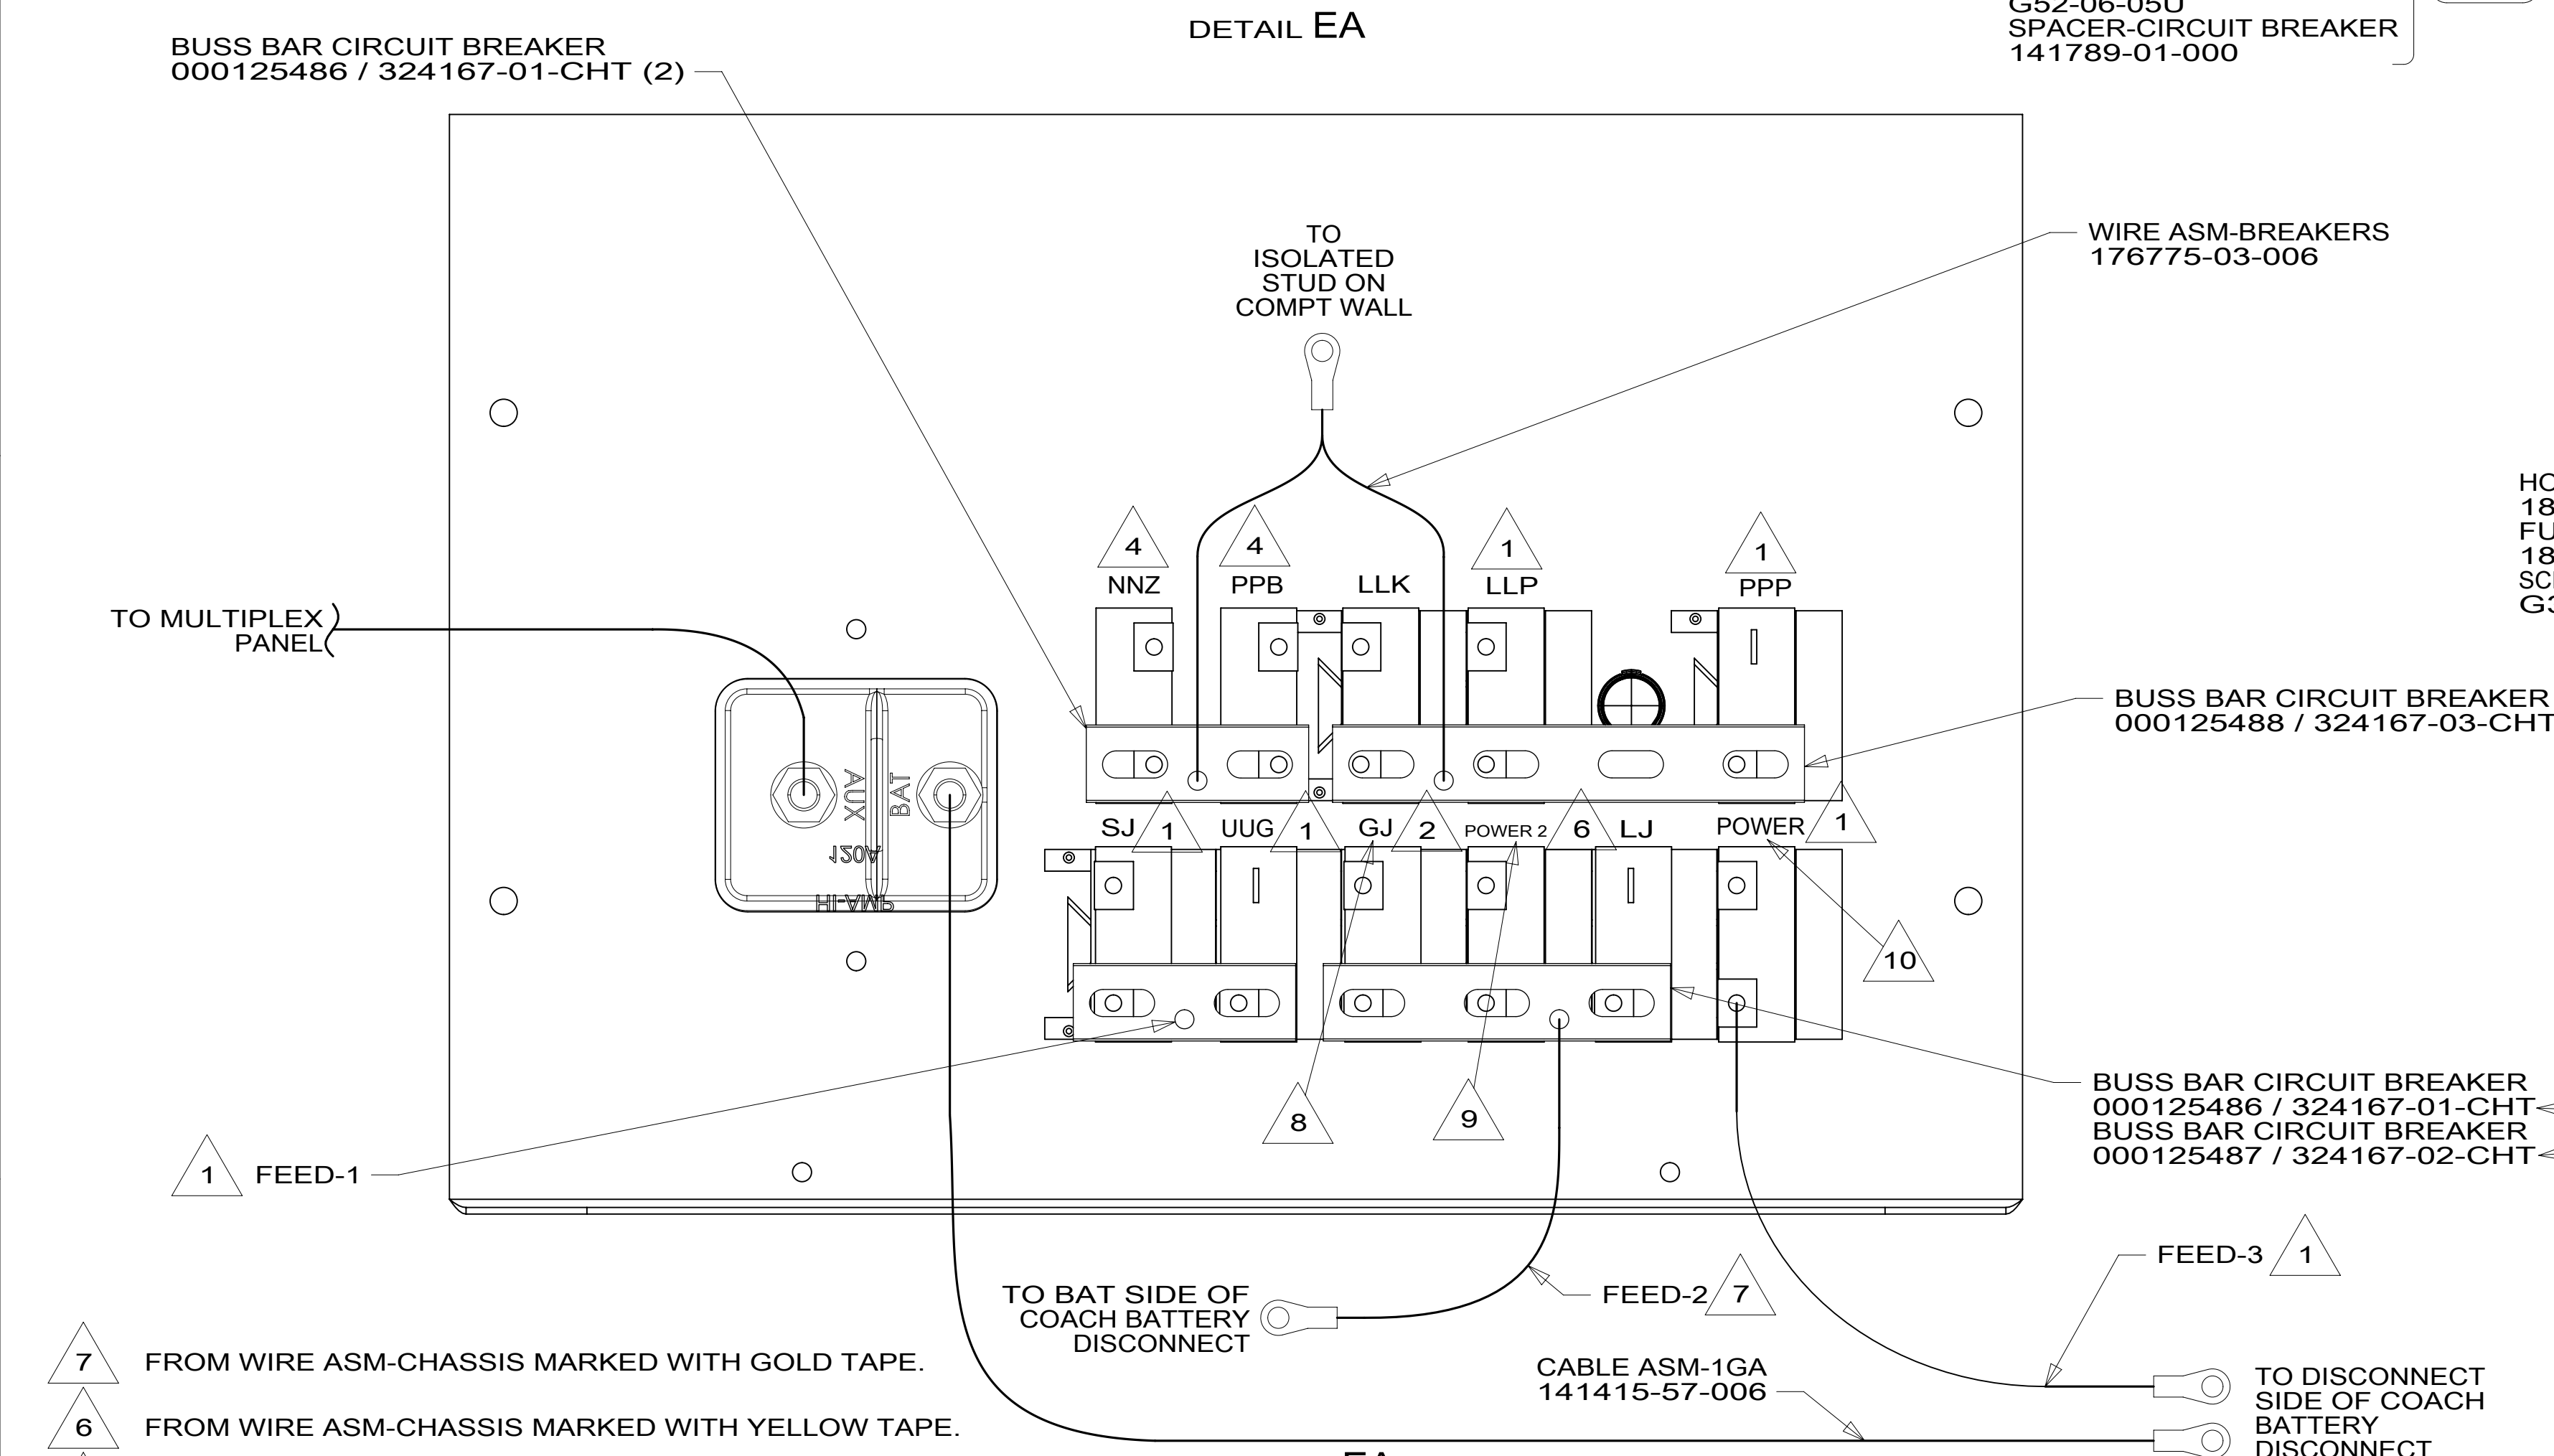 DETAIL EA
G52-06-05U
SPACER-CIRCUIT BREAKER
141789-01-000
BUSS BAR CIRCUIT BREAKER
000125486 / 324167-01-CHT (2)
TO
ISOLATED
STUD ON
COMPT WALL
WIRE ASM-BREAKERS
176775-03-006
HO
18
FU
18
SC
G3
4
4
1
1
NNZ
PPB
LLK
LLP
PPP
TO MULTIPLEX
PANEL
BUSS BAR CIRCUIT BREAKER
000125488 / 324167-03-CHT
AUX
BAT
120A
HI-AMP
SJ
1
UUG
1
GJ
2
POWER 2
6
LJ
POWER
1
10
8
9
BUSS BAR CIRCUIT BREAKER
000125486 / 324167-01-CHT
BUSS BAR CIRCUIT BREAKER
000125487 / 324167-02-CHT
1 FEED-1
FEED-3 1
TO BAT SIDE OF
COACH BATTERY
DISCONNECT
FEED-2 7
7 FROM WIRE ASM-CHASSIS MARKED WITH GOLD TAPE.
CABLE ASM-1GA
141415-57-006
6 FROM WIRE ASM-CHASSIS MARKED WITH YELLOW TAPE.
TO DISCONNECT
SIDE OF COACH
BATTERY
DISCONNECT
EA